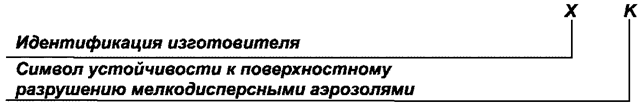 X K
Идентификация изготовителя
Символ устойчивости к поверхностному
разрушению мелкодисперсными аэрозолями